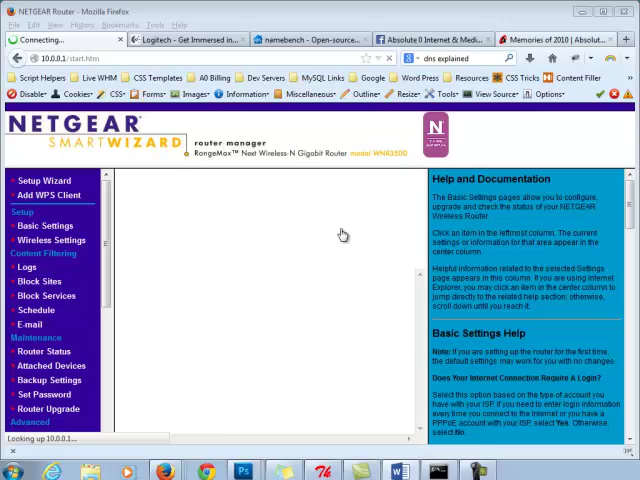 NETGEAR Router - Mozilla Firefox
File Edit View History Bookmarks Tools Help
Connecting...
Logitech - Get Immersed in...
namebench - Open-source...
Absolute 0 Internet & Medi...
Memories of 2010 | Absolut...
10.0.0.1/start.htm
dns explained
Script Helpers Live WHM CSS Templates A0 Billing Dev Servers MySQL Links Google Word Press Resources CSS Tricks Content Filler
Disable Cookies CSS Forms Images Information Miscellaneous Outline Resize Tools View Source Options
NETGEAR
SMARTWIZARD
router manager
RangeMax™ Next Wireless-N Gigabit Router model WNR3500
N
Setup Wizard
Add WPS Client
Setup
Basic Settings
Wireless Settings
Content Filtering
Logs
Block Sites
Block Services
Schedule
E-mail
Maintenance
Router Status
Attached Devices
Backup Settings
Set Password
Router Upgrade
Advanced
Help and Documentation
The Basic Settings pages allow you to configure,
upgrade and check the status of your NETGEAR
Wireless Router.
Click an item in the leftmost column. The current
settings or information for that area appear in the
center column.
Helpful information related to the selected Settings
page appears in this column. If you are using Internet
Explorer, you may click an item in the center column to
jump directly to the related help section; otherwise,
scroll down until you reach it.
Basic Settings Help
Note: If you are setting up the router for the first time,
the default settings may work for you with no changes.
Does Your Internet Connection Require A Login?
Select this option based on the type of account you
have with your ISP. If you need to enter login information
every time you connect to the Internet or you have a
PPPoE account with your ISP, select Yes. Otherwise,
select No.
Looking up 10.0.0.1...